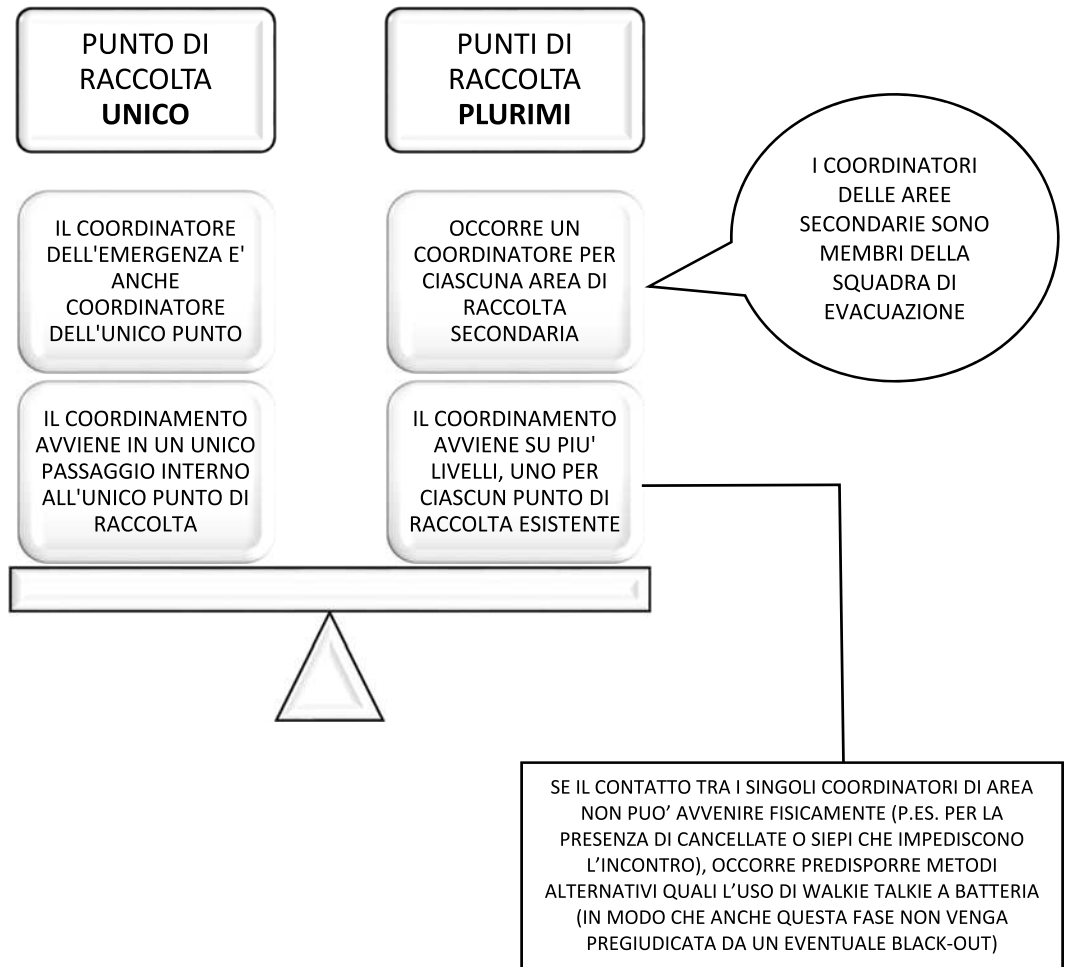 PUNTO DI
RACCOLTA
UNICO
PUNTI DI
RACCOLTA
PLURIMI
IL COORDINATORE
DELL'EMERGENZA E'
ANCHE
COORDINATORE
DELL'UNICO PUNTO
OCCORRE UN
COORDINATORE PER
CIASCUNA AREA DI
RACCOLTA
SECONDARIA
I COORDINATORI
DELLE AREE
SECONDARIE SONO
MEMBRI DELLA
SQUADRA DI
EVACUAZIONE
IL COORDINAMENTO
AVVIENE IN UN UNICO
PASSAGGIO INTERNO
ALL'UNICO PUNTO DI
RACCOLTA
IL COORDINAMENTO
AVVIENE SU PIU'
LIVELLI, UNO PER
CIASCUN PUNTO DI
RACCOLTA ESISTENTE
SE IL CONTATTO TRA I SINGOLI COORDINATORI DI AREA
NON PUO’ AVVENIRE FISICAMENTE (P.ES. PER LA
PRESENZA DI CANCELLATE O SIEPI CHE IMPEDISCONO
L’INCONTRO), OCCORRE PREDISPORRE METODI
ALTERNATIVI QUALI L’USO DI WALKIE TALKIE A BATTERIA
(IN MODO CHE ANCHE QUESTA FASE NON VENGA
PREGIUDICATA DA UN EVENTUALE BLACK-OUT)